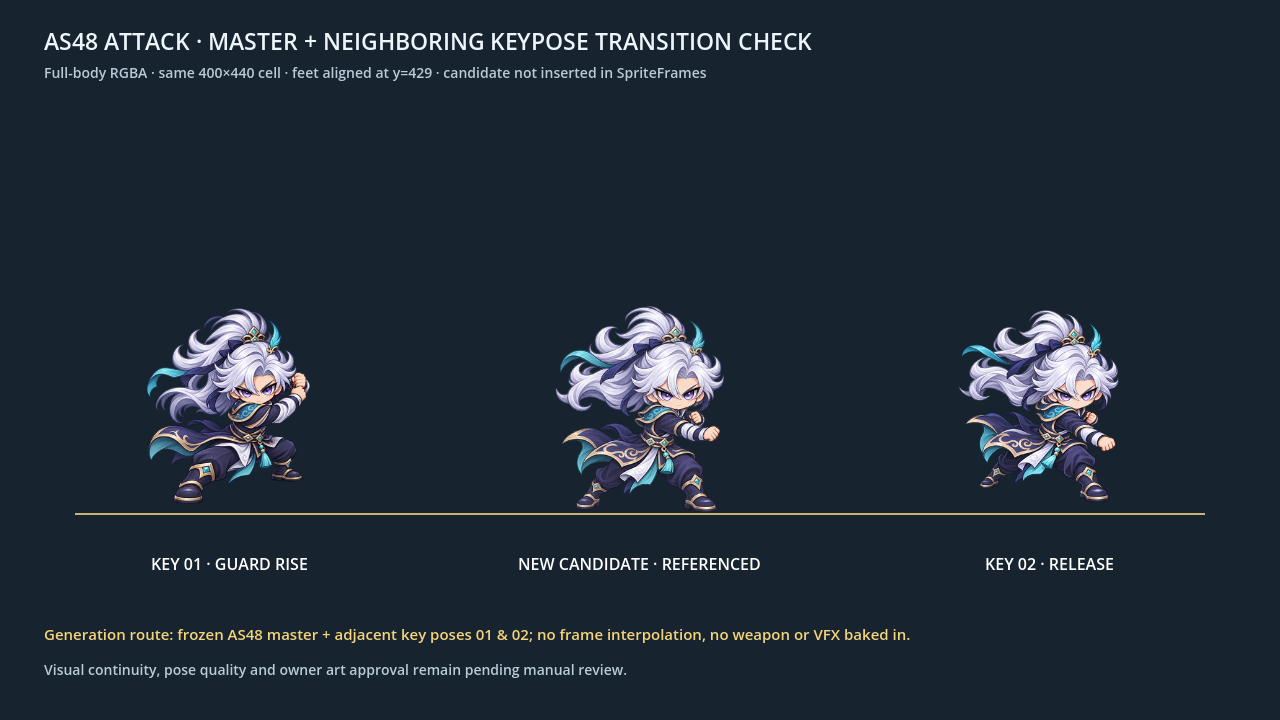 AS48 ATTACK · MASTER + NEIGHBORING KEYPOSE TRANSITION CHECK
Full-body RGBA · same 400×440 cell · feet aligned at y=429 · candidate not inserted in SpriteFrames
KEY 01 · GUARD RISE
NEW CANDIDATE · REFERENCED
KEY 02 · RELEASE
Generation route: frozen AS48 master + adjacent key poses 01 & 02; no frame interpolation, no weapon or VFX baked in.
Visual continuity, pose quality and owner art approval remain pending manual review.